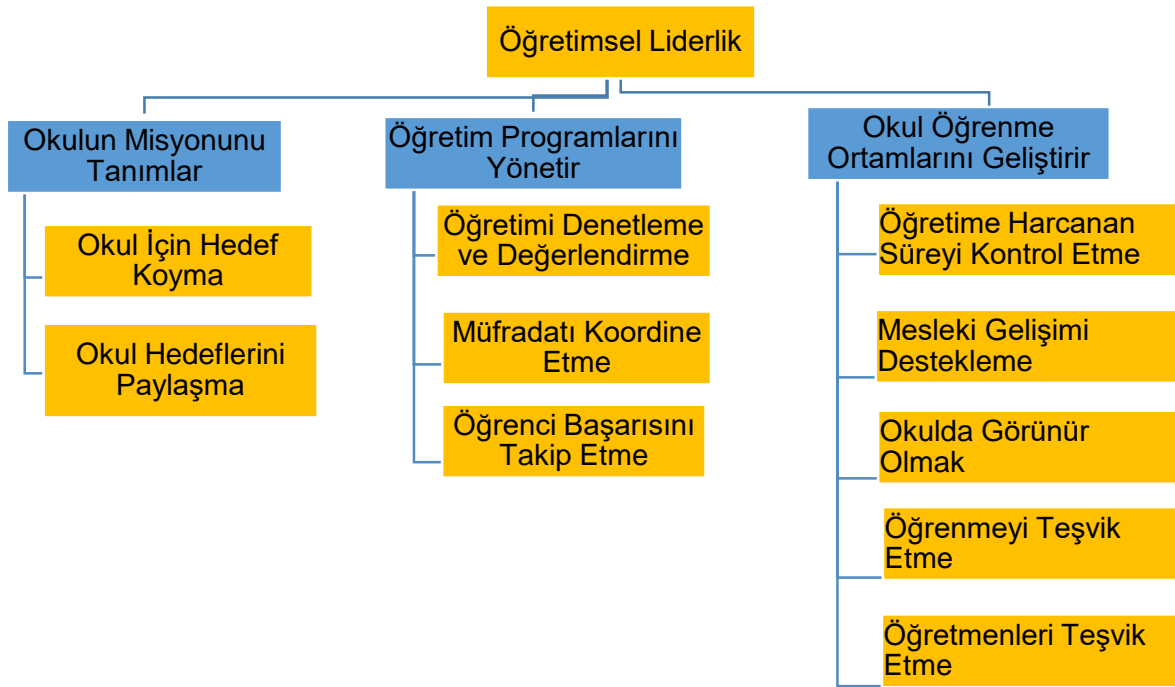 Öğretimsel Liderlik
Okulun Misyonunu
Tanımlar
Okul İçin Hedef
Koyma
Okul Hedeflerini
Paylaşma
Öğretim Programlarını
Yönetir
Öğretimi Denetleme
ve Değerlendirme
Müfradatı Koordine
Etme
Öğrenci Başarısını
Takip Etme
Okul Öğrenme
Ortamlarını Geliştirir
Öğretime Harcanan
Süreyi Kontrol Etme
Mesleki Gelişimi
Destekleme
Okulda Görünür
Olmak
Öğrenmeyi Teşvik
Etme
Öğretmenleri Teşvik
Etme